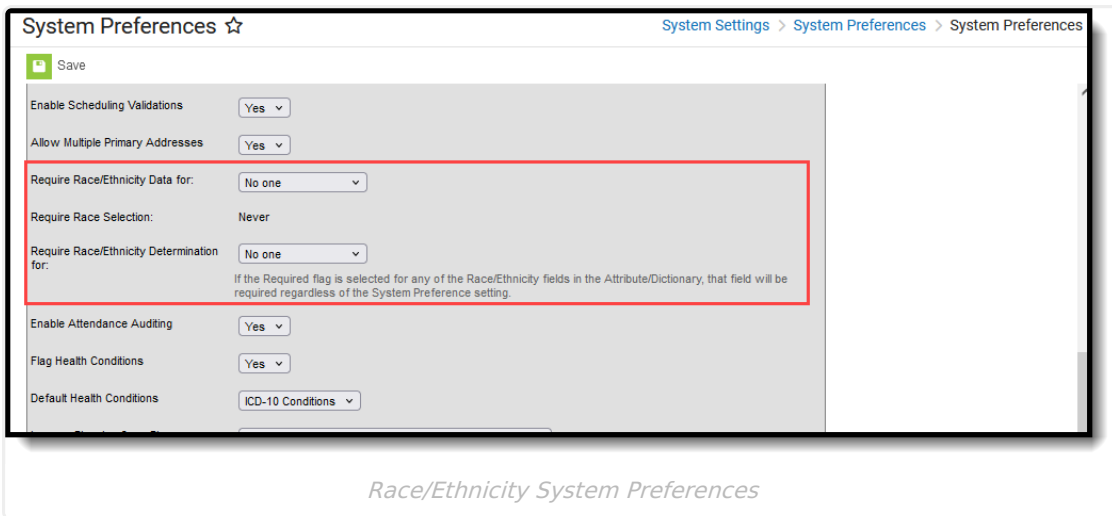 System Preferences
System Settings > System Preferences > System Preferences
Save
Enable Scheduling Validations Yes
Allow Multiple Primary Addresses Yes
Require Race/Ethnicity Data for: No one
Require Race Selection: Never
Require Race/Ethnicity Determination for: No one
If the Required flag is selected for any of the Race/Ethnicity fields in the Attribute/Dictionary, that field will be
required regardless of the System Preference setting.
Enable Attendance Auditing Yes
Flag Health Conditions Yes
Default Health Conditions ICD-10 Conditions
Race/Ethnicity System Preferences